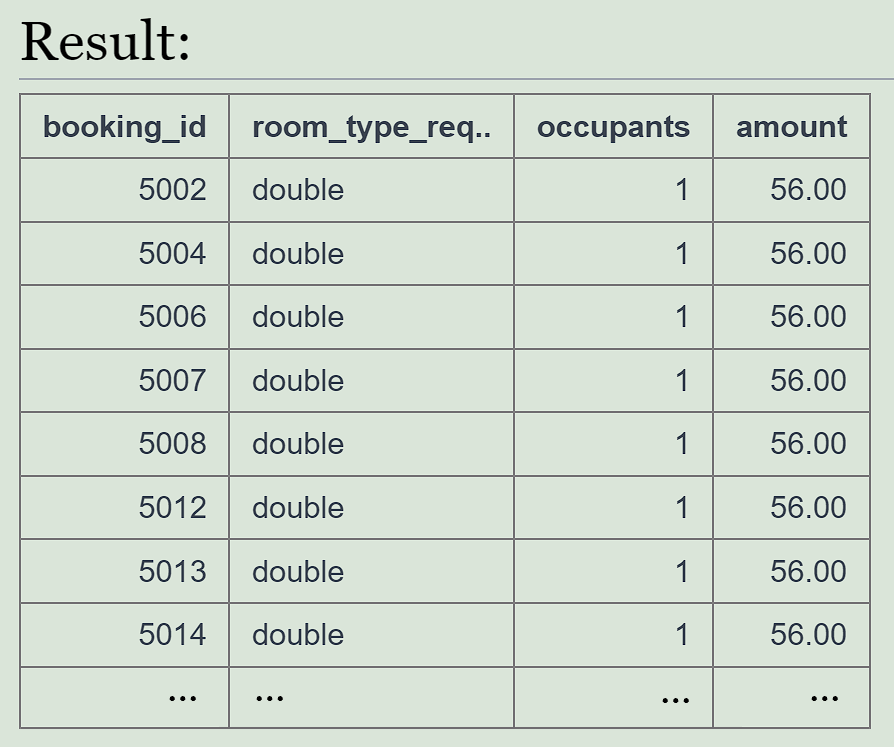 Result:
booking_id room_type_req.. occupants amount
5002 double 1 56.00
5004 double 1 56.00
5006 double 1 56.00
5007 double 1 56.00
5008 double 1 56.00
5012 double 1 56.00
5013 double 1 56.00
5014 double 1 56.00
... ... ... ...